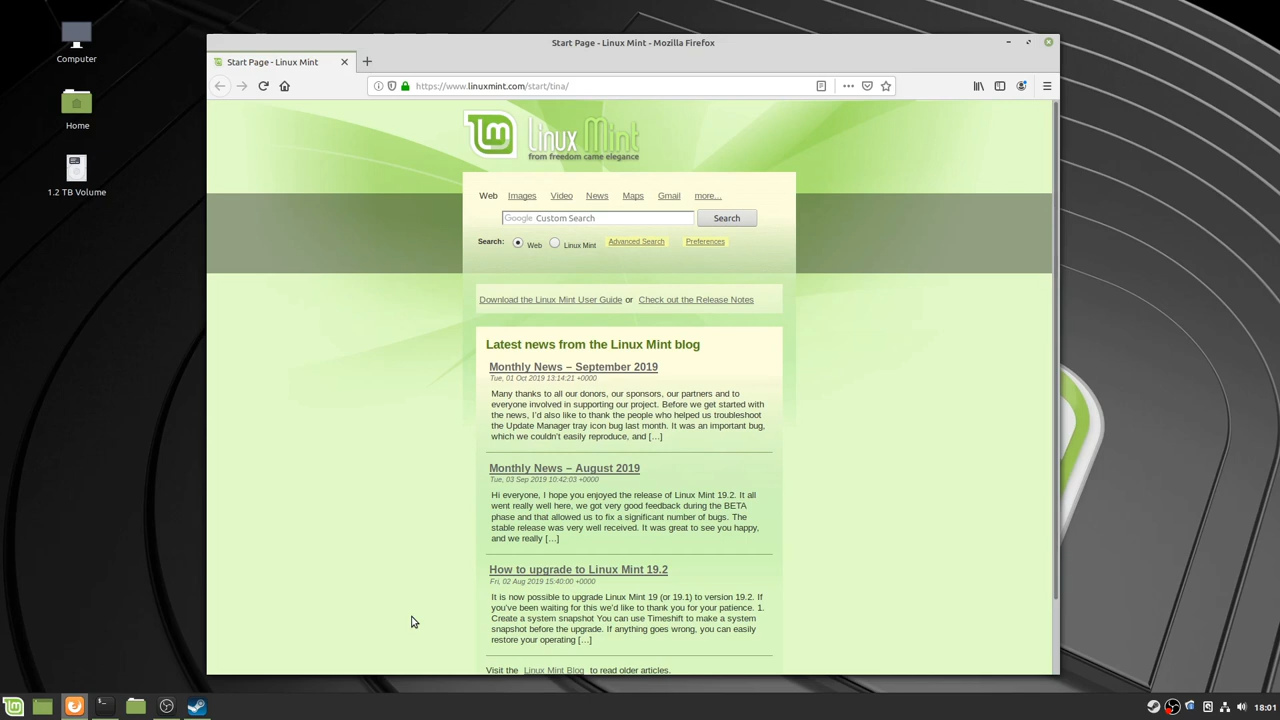 Computer
Home
1.2 TB Volume
Start Page - Linux Mint - Mozilla Firefox
Start Page - Linux Mint
https://www.linuxmint.com/start/tina/
Linux Mint
from freedom came elegance
Web Images Video News Maps Gmail more...
Google Custom Search Search
Search: Web Linux Mint Advanced Search Preferences
Download the Linux Mint User Guide or Check out the Release Notes
Latest news from the Linux Mint blog
Monthly News – September 2019
Tue, 01 Oct 2019 13:14:21 +0000
Many thanks to all our donors, our sponsors, our partners and to
everyone involved in supporting our project. Before we get started with
the news, I’d also like to thank the people who helped us troubleshoot
the Update Manager tray icon bug last month. It was an important bug,
which we couldn’t easily reproduce, and […]
Monthly News – August 2019
Tue, 03 Sep 2019 10:42:03 +0000
Hi everyone, I hope you enjoyed the release of Linux Mint 19.2. It all
went really well here, we got very good feedback during the BETA
phase and that allowed us to fix a significant number of bugs. The
stable release was very well received. It was great to see you happy,
and we really […]
How to upgrade to Linux Mint 19.2
Fri, 02 Aug 2019 15:40:00 +0000
It is now possible to upgrade Linux Mint 19 (or 19.1) to version 19.2. If
you’ve been waiting for this we’d like to thank you for your patience. 1.
Create a system snapshot You can use Timeshift to make a system
snapshot before the upgrade. If anything goes wrong, you can easily
restore your operating […]
Visit the Linux Mint Blog to read older articles.
18:01